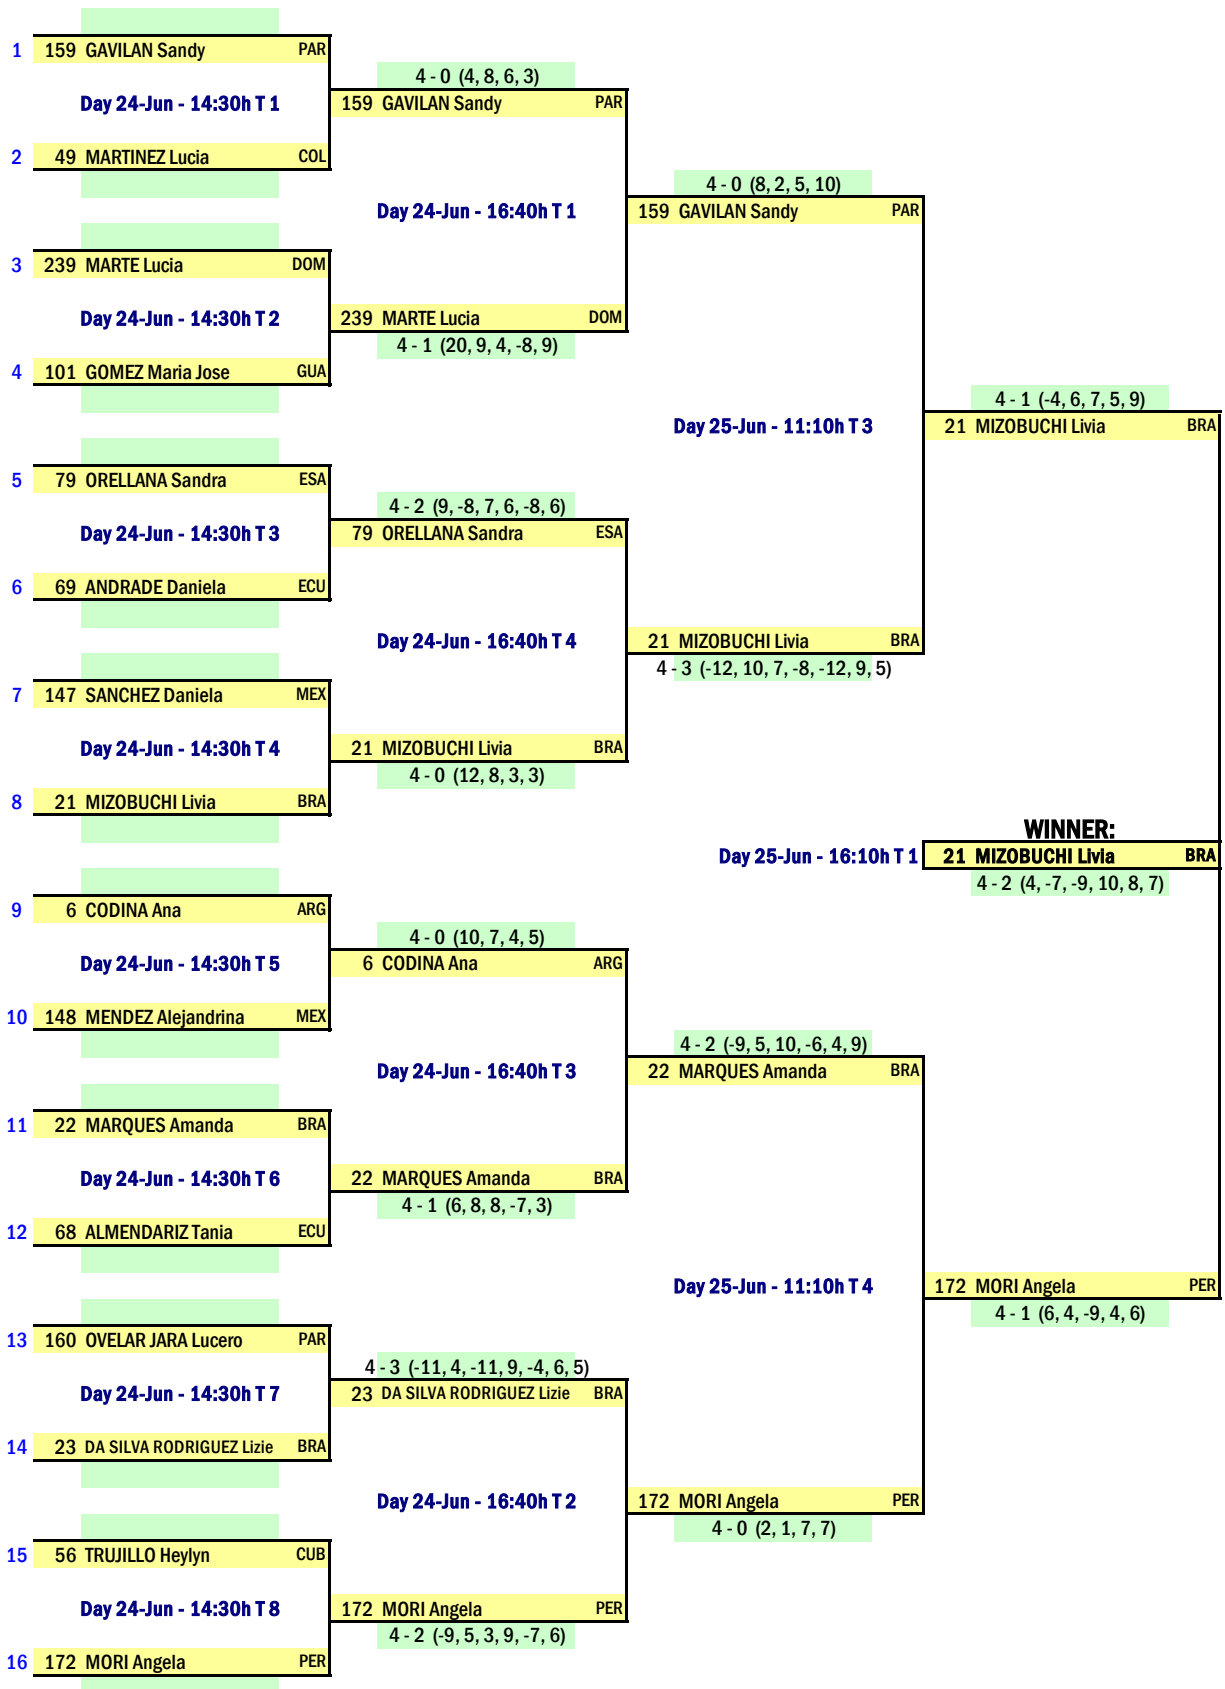 1 159 GAVILAN Sandy PAR
4 - 0 (4, 8, 6, 3)
Day 24-Jun - 14:30h T 1
159 GAVILAN Sandy PAR
2 49 MARTINEZ Lucia COL
4 - 0 (8, 2, 5, 10)
Day 24-Jun - 16:40h T 1
159 GAVILAN Sandy PAR
3 239 MARTE Lucia DOM
Day 24-Jun - 14:30h T 2
239 MARTE Lucia DOM
4 - 1 (20, 9, 4, -8, 9)
4 101 GOMEZ Maria Jose GUA
4 - 1 (-4, 6, 7, 5, 9)
Day 25-Jun - 11:10h T 3
21 MIZOBUCHI Livia BRA
5 79 ORELLANA Sandra ESA
4 - 2 (9, -8, 7, 6, -8, 6)
Day 24-Jun - 14:30h T 3
79 ORELLANA Sandra ESA
6 69 ANDRADE Daniela ECU
Day 24-Jun - 16:40h T 4
21 MIZOBUCHI Livia BRA
4 - 3 (-12, 10, 7, -8, -12, 9, 5)
7 147 SANCHEZ Daniela MEX
Day 24-Jun - 14:30h T 4
21 MIZOBUCHI Livia BRA
4 - 0 (12, 8, 3, 3)
8 21 MIZOBUCHI Livia BRA
WINNER:
Day 25-Jun - 16:10h T 1
21 MIZOBUCHI Livia BRA
4 - 2 (4, -7, -9, 10, 8, 7)
9 6 CODINA Ana ARG
4 - 0 (10, 7, 4, 5)
Day 24-Jun - 14:30h T 5
6 CODINA Ana ARG
10 148 MENDEZ Alejandrina MEX
4 - 2 (-9, 5, 10, -6, 4, 9)
Day 24-Jun - 16:40h T 3
22 MARQUES Amanda BRA
11 22 MARQUES Amanda BRA
Day 24-Jun - 14:30h T 6
22 MARQUES Amanda BRA
4 - 1 (6, 8, 8, -7, 3)
12 68 ALMENDARIZ Tania ECU
Day 25-Jun - 11:10h T 4
172 MORI Angela PER
4 - 1 (6, 4, -9, 4, 6)
13 160 OVELAR JARA Lucero PAR
4 - 3 (-11, 4, -11, 9, -4, 6, 5)
Day 24-Jun - 14:30h T 7
23 DA SILVA RODRIGUEZ Lizie BRA
14 23 DA SILVA RODRIGUEZ Lizie BRA
Day 24-Jun - 16:40h T 2
172 MORI Angela PER
4 - 0 (2, 1, 7, 7)
15 56 TRUJILLO Heylyn CUB
Day 24-Jun - 14:30h T 8
172 MORI Angela PER
4 - 2 (-9, 5, 3, 9, -7, 6)
16 172 MORI Angela PER